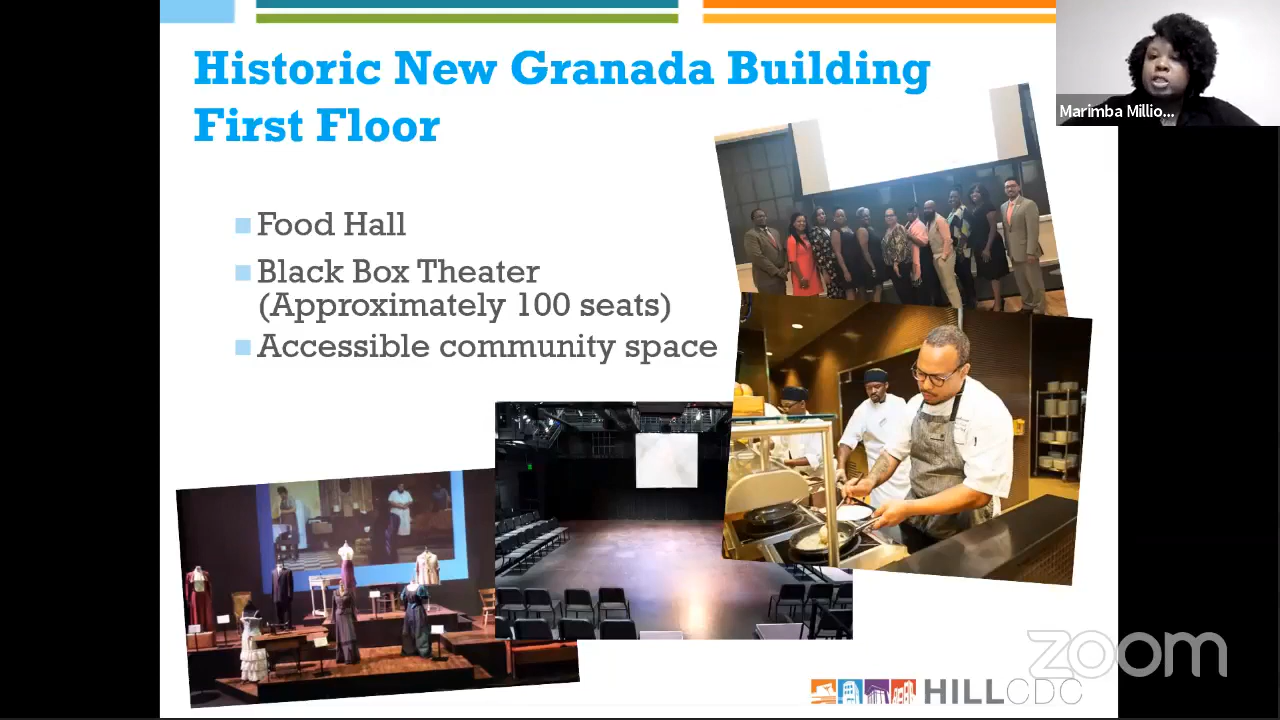 Historic New Granada Building
First Floor
Marimba Millio...
Food Hall
Black Box Theater
(Approximately 100 seats)
Accessible community space
zoom
HILLCDC